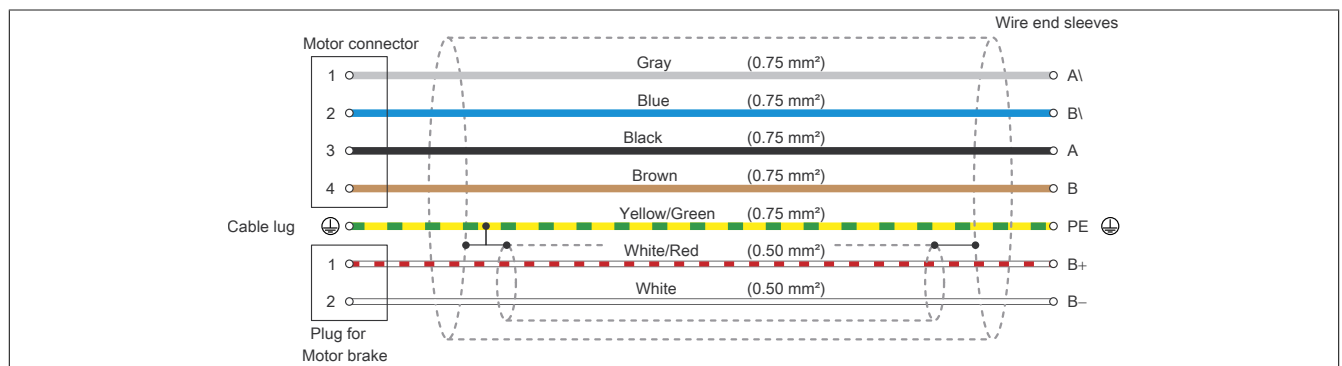 Wire end sleeves
Motor connector
1 Gray (0.75 mm²) A\
2 Blue (0.75 mm²) B\
3 Black (0.75 mm²) A
4 Brown (0.75 mm²) B
Cable lug Yellow/Green (0.75 mm²) PE
1 White/Red (0.50 mm²) B+
2 White (0.50 mm²) B–
Plug for
Motor brake